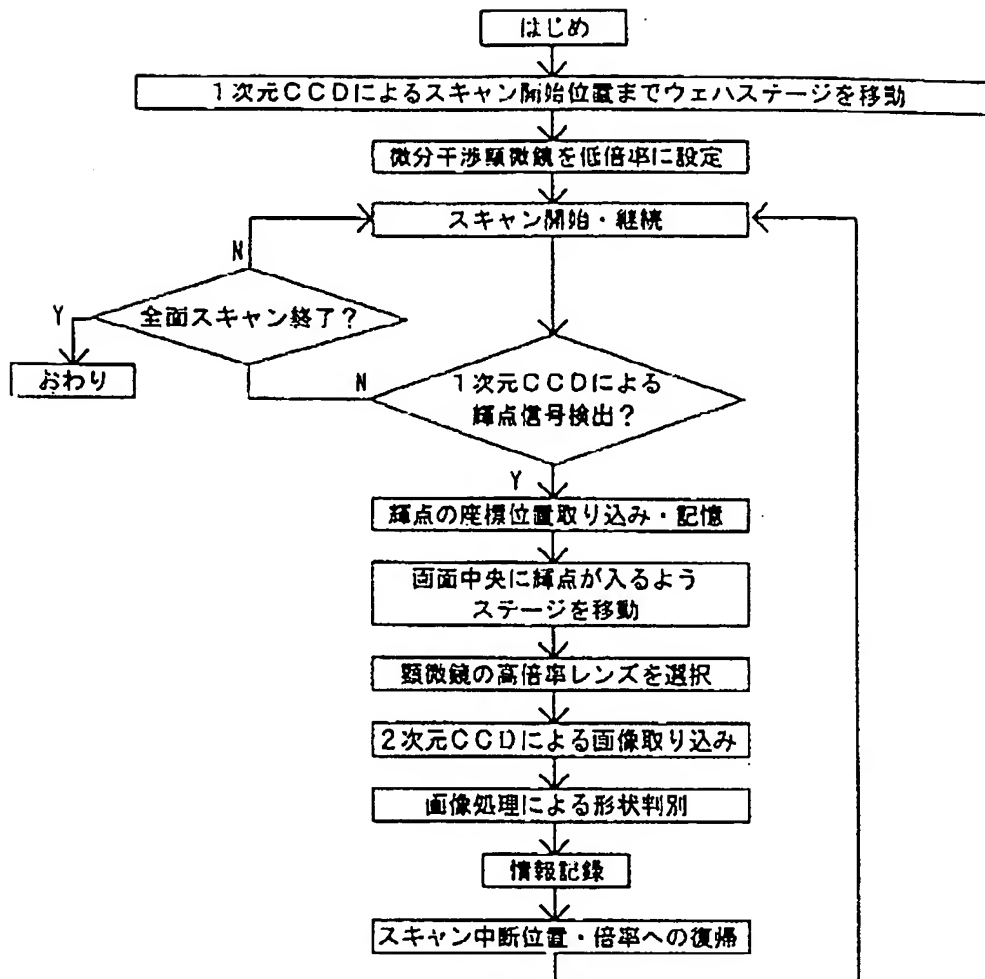 はじめ
1次元CCDによるスキャン開始位置までウェハステージを移動
微分干渉顕微鏡を低倍率に設定
スキャン開始・継続
N
Y
全面スキャン終了?
おわり
N
1次元CCDによる
輝点信号検出?
Y
輝点の座標位置取り込み・記憶
画面中央に輝点が入るよう
ステージを移動
顕微鏡の高倍率レンズを選択
2次元CCDによる画像取り込み
画像処理による形状判別
情報記録
スキャン中断位置・倍率への復帰